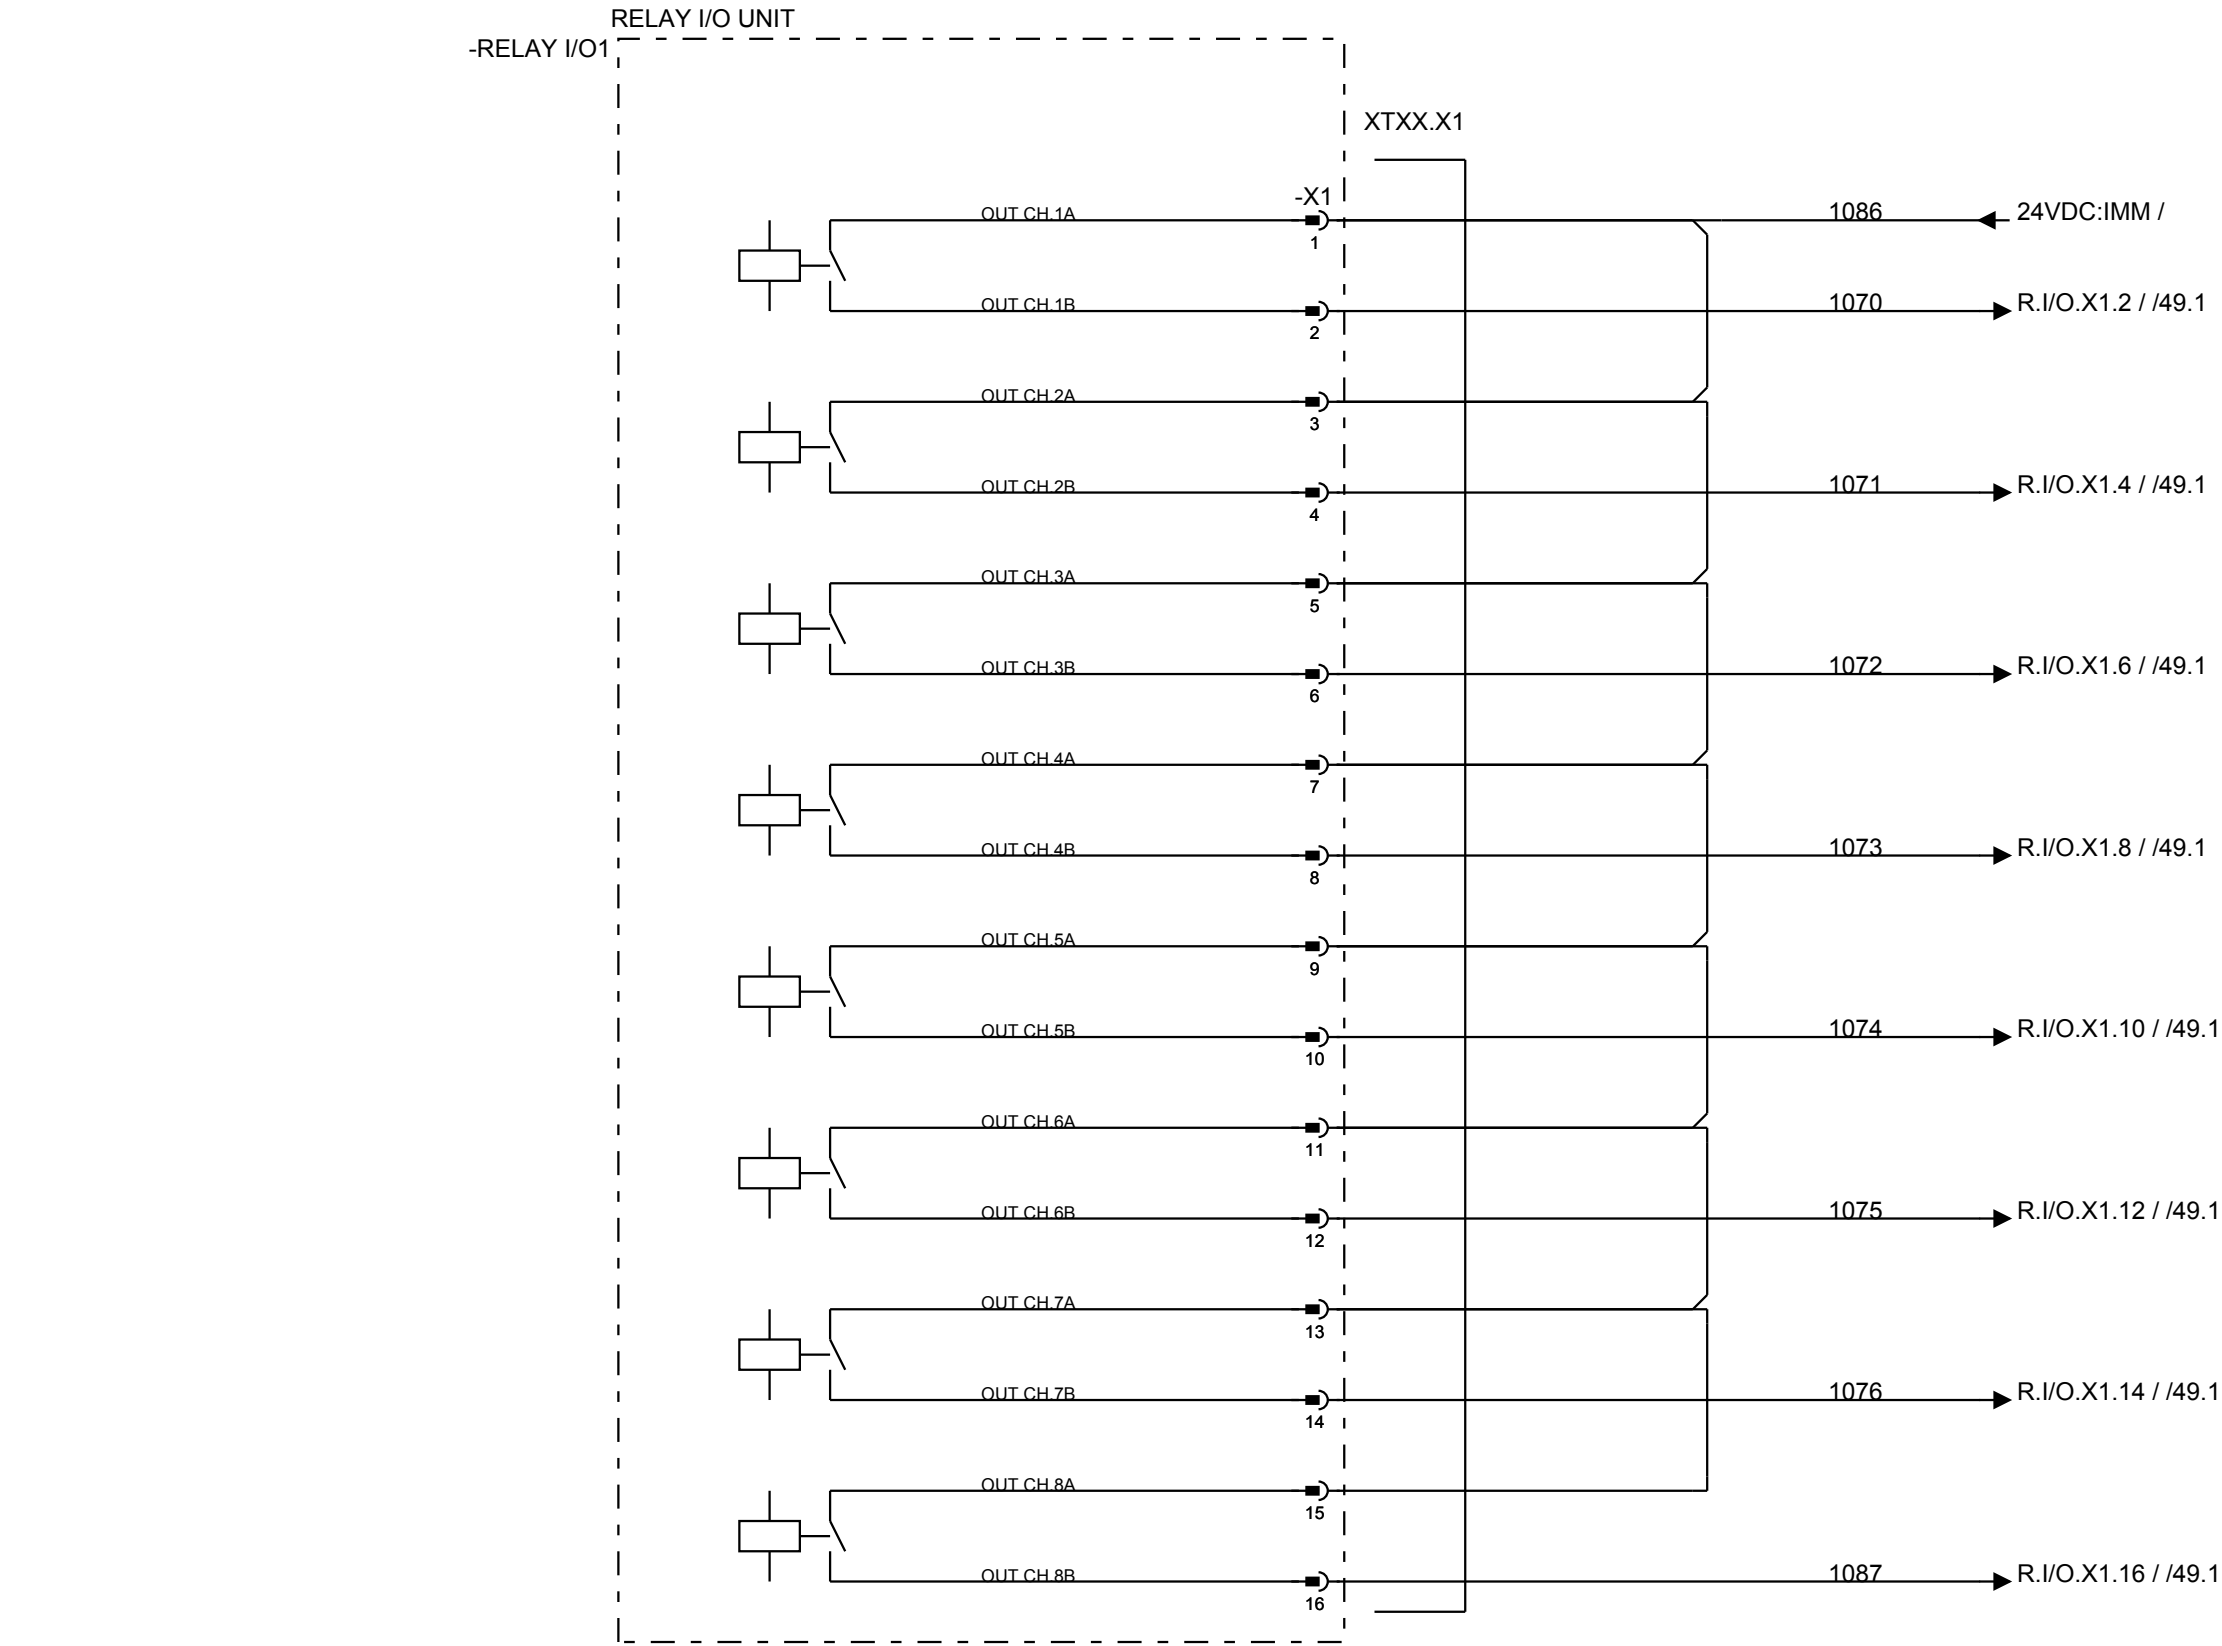 RELAY I/O UNIT
-RELAY I/O1
XTXX.X1
-X1
OUT CH.1A 1 1086 24VDC:IMM /
OUT CH.1B 2 1070 R.I/O.X1.2 / /49.1
OUT CH.2A 3
OUT CH.2B 4 1071 R.I/O.X1.4 / /49.1
OUT CH.3A 5
OUT CH.3B 6 1072 R.I/O.X1.6 / /49.1
OUT CH.4A 7
OUT CH.4B 8 1073 R.I/O.X1.8 / /49.1
OUT CH.5A 9
OUT CH.5B 10 1074 R.I/O.X1.10 / /49.1
OUT CH.6A 11
OUT CH.6B 12 1075 R.I/O.X1.12 / /49.1
OUT CH.7A 13
OUT CH.7B 14 1076 R.I/O.X1.14 / /49.1
OUT CH.8A 15
OUT CH.8B 16 1087 R.I/O.X1.16 / /49.1